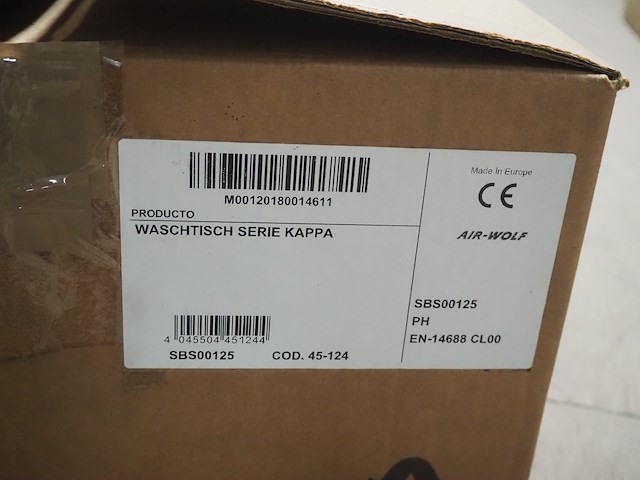 M00120180014611
PRODUCTO
WASCHTISCH SERIE KAPPA
4 045504 451244
SBS00125 COD. 45-124
Made In Europe
CE
AIR-WOLF
SBS00125
PH
EN-14688 CL00